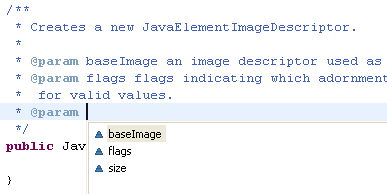 /**
* Creates a new JavaElementImageDescriptor.
*
* @param baseImage an image descriptor used as
* @param flags flags indicating which adornment
* for valid values.
* @param
*/
public Jav
baseImage
flags
size
}